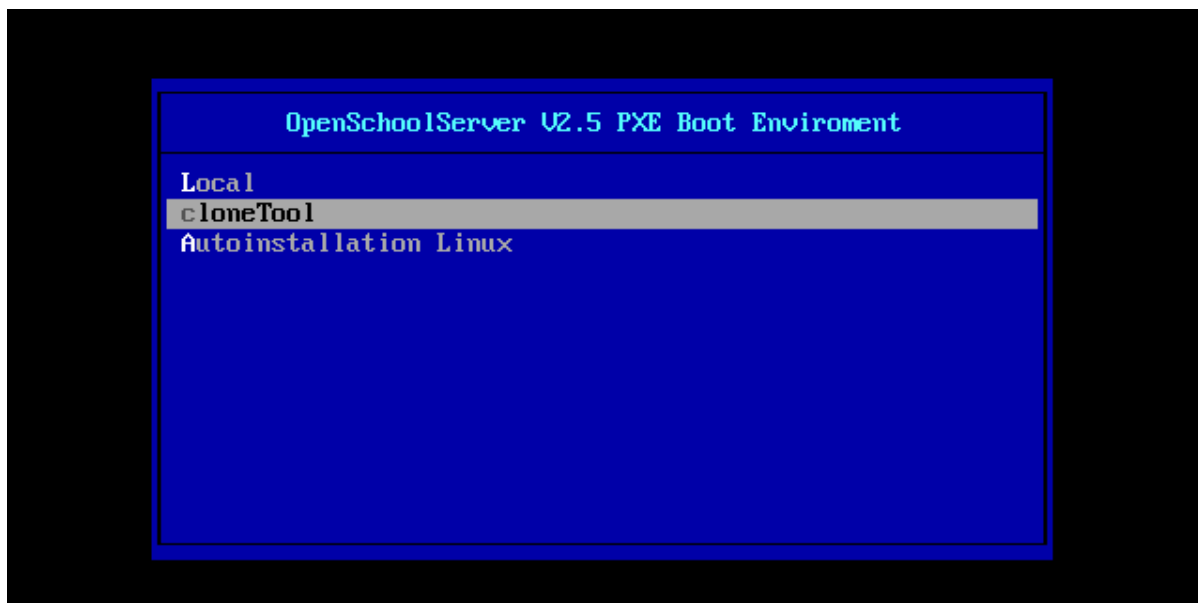 OpenSchoolServer V2.5 PXE Boot Enviroment
Local
cloneTool
Autoinstallation Linux